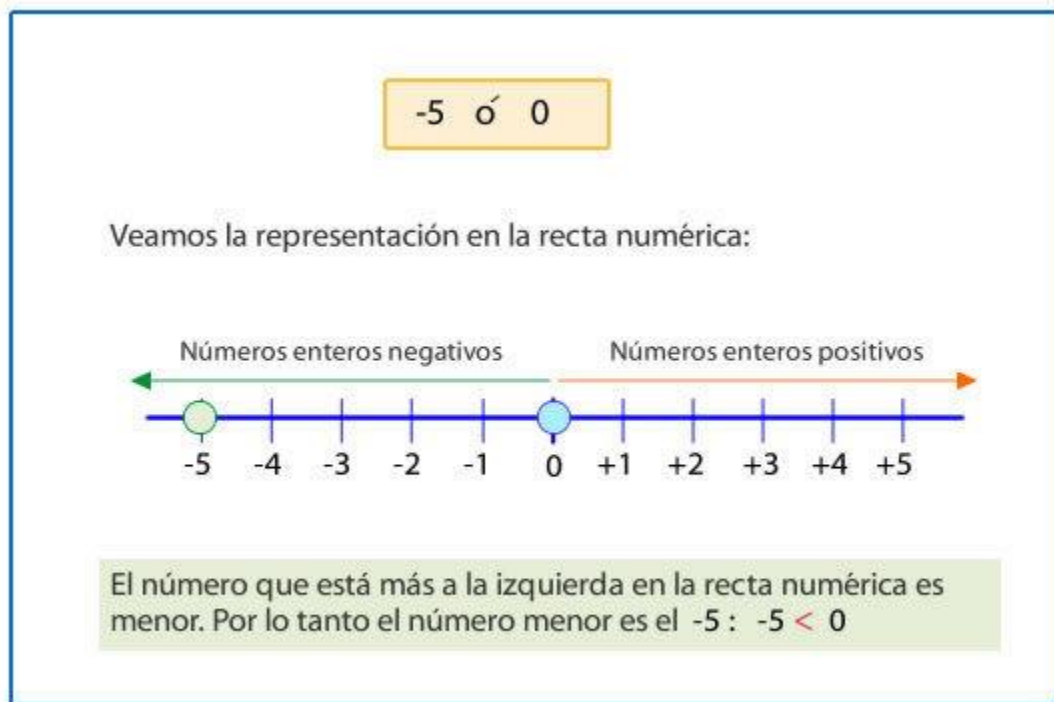 -5 ó 0
Veamos la representación en la recta numérica:
Números enteros negativos Números enteros positivos
-5 -4 -3 -2 -1 0 +1 +2 +3 +4 +5
El número que está más a la izquierda en la recta numérica es
menor. Por lo tanto el número menor es el -5 : -5 < 0